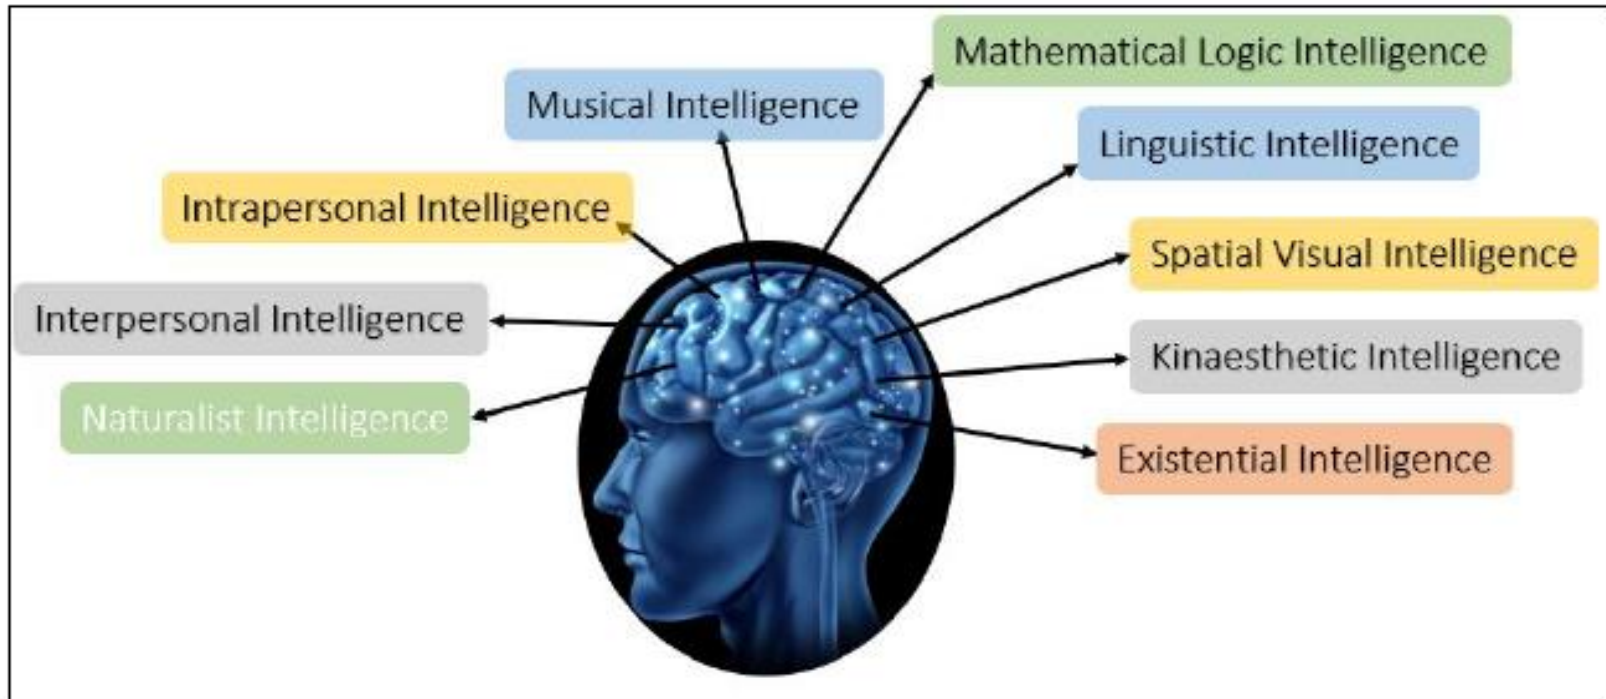 Mathematical Logic Intelligence
Musical Intelligence
Linguistic Intelligence
Intrapersonal Intelligence
Spatial Visual Intelligence
Interpersonal Intelligence
Kinaesthetic Intelligence
Naturalist Intelligence
Existential Intelligence